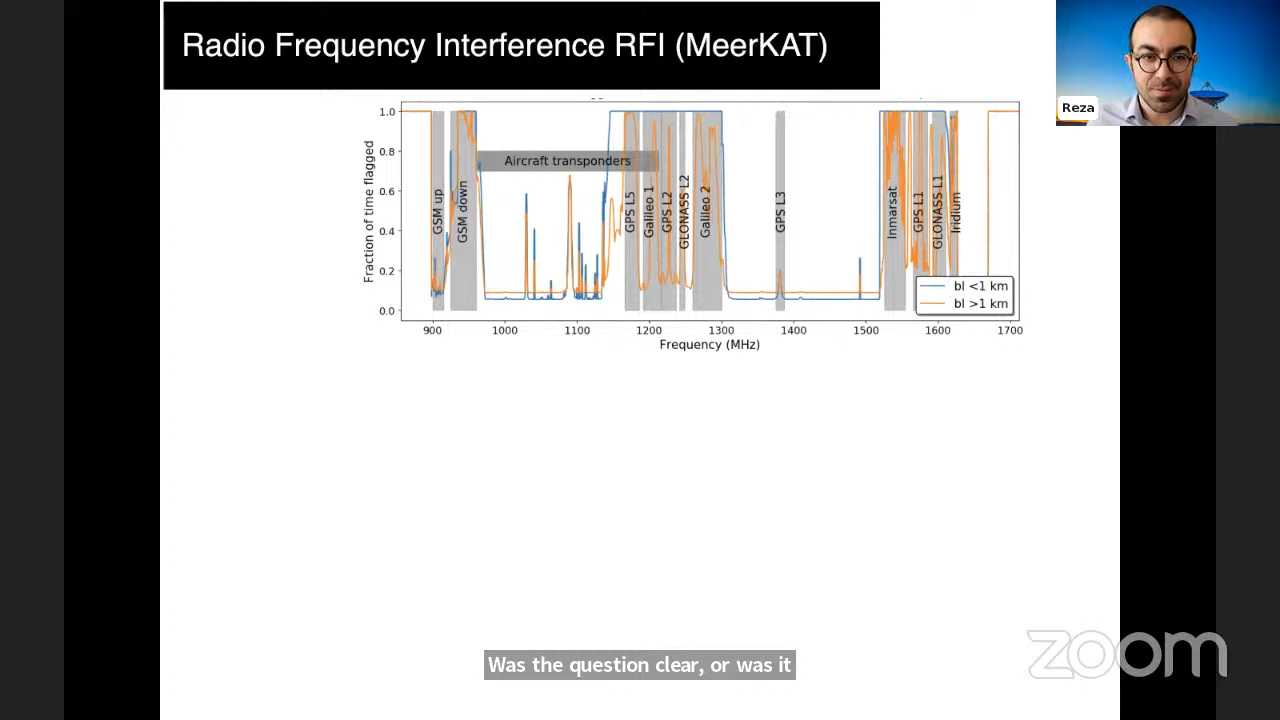 Radio Frequency Interference RFI (MeerKAT)
Reza
1.0
0.8
0.6
0.4
0.2
0.0
Fraction of time flagged
Aircraft transponders
GSM up
GSM down
GPS L5
Galileo 1
GPS L2
GLONASS L2
Galileo 2
GPS L3
Inmarsat
GPS L1
GLONASS L1
Iridium
bl <1 km
bl >1 km
900 1000 1100 1200 1300 1400 1500 1600 1700
Frequency (MHz)
Was the question clear, or was it
zoom